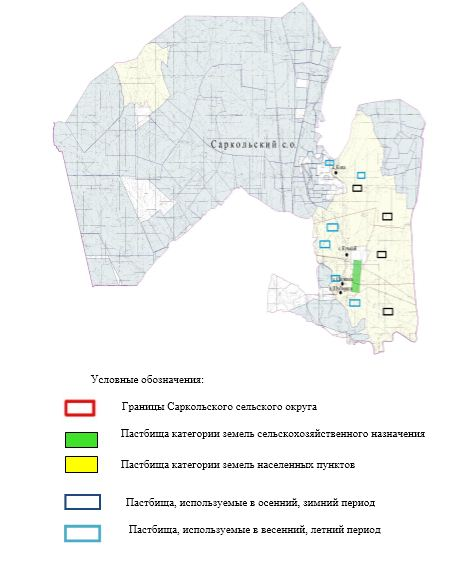 Саркольский с.о.
Условные обозначения:
Границы Саркольского сельского округа
Пастбища категории земель сельскохозяйственного назначения
Пастбища категории земель населенных пунктов
Пастбища, используемые в осенний, зимний период
Пастбища, используемые в весенний, летний период